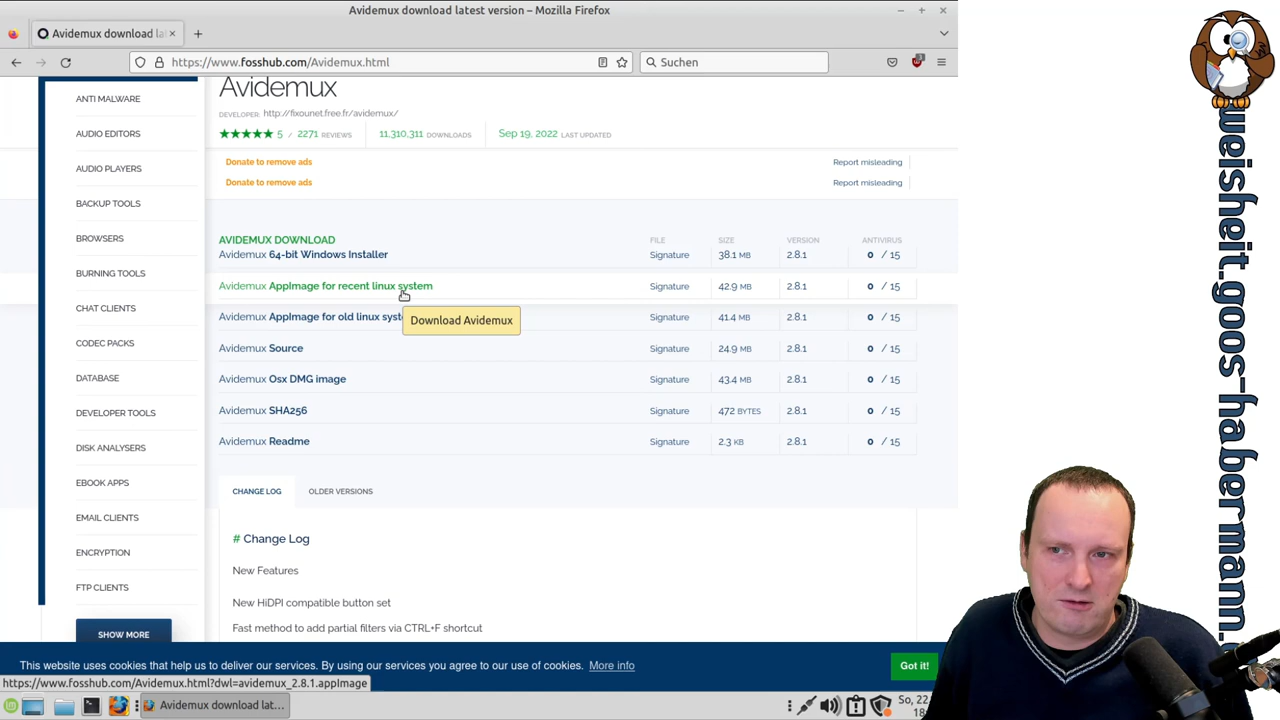 Avidemux download latest version – Mozilla Firefox
Avidemux download la
https://www.fosshub.com/Avidemux.html
Suchen
Avidemux
DEVELOPER: http://fixounet.free.fr/avidemux/
5 / 2271 REVIEWS
11,310,311 DOWNLOADS
Sep 19, 2022 LAST UPDATED
Donate to remove ads
Report misleading
Donate to remove ads
Report misleading
ANTI MALWARE
AUDIO EDITORS
AUDIO PLAYERS
BACKUP TOOLS
BROWSERS
BURNING TOOLS
CHAT CLIENTS
CODEC PACKS
DATABASE
DEVELOPER TOOLS
DISK ANALYSERS
EBOOK APPS
EMAIL CLIENTS
ENCRYPTION
FTP CLIENTS
SHOW MORE
AVIDEMUX DOWNLOAD FILE SIZE VERSION ANTIVIRUS
Avidemux 64-bit Windows Installer Signature 38.1 MB 2.8.1 0 / 15
Avidemux AppImage for recent linux system Signature 42.9 MB 2.8.1 0 / 15
Avidemux AppImage for old linux syste Signature 41.4 MB 2.8.1 0 / 15
Download Avidemux
Avidemux Source Signature 24.9 MB 2.8.1 0 / 15
Avidemux Osx DMG image Signature 43.4 MB 2.8.1 0 / 15
Avidemux SHA256 Signature 472 BYTES 2.8.1 0 / 15
Avidemux Readme Signature 2.3 KB 2.8.1 0 / 15
CHANGE LOG OLDER VERSIONS
# Change Log
New Features
New HiDPI compatible button set
Fast method to add partial filters via CTRL+F shortcut
This website uses cookies that help us to deliver our services. By using our services you agree to our use of cookies. More info
Got it!
https://www.fosshub.com/Avidemux.html?dwl=avidemux_2.8.1.appImage
Avidemux download lat...
So, 22
weisheit.goos-habermann.d